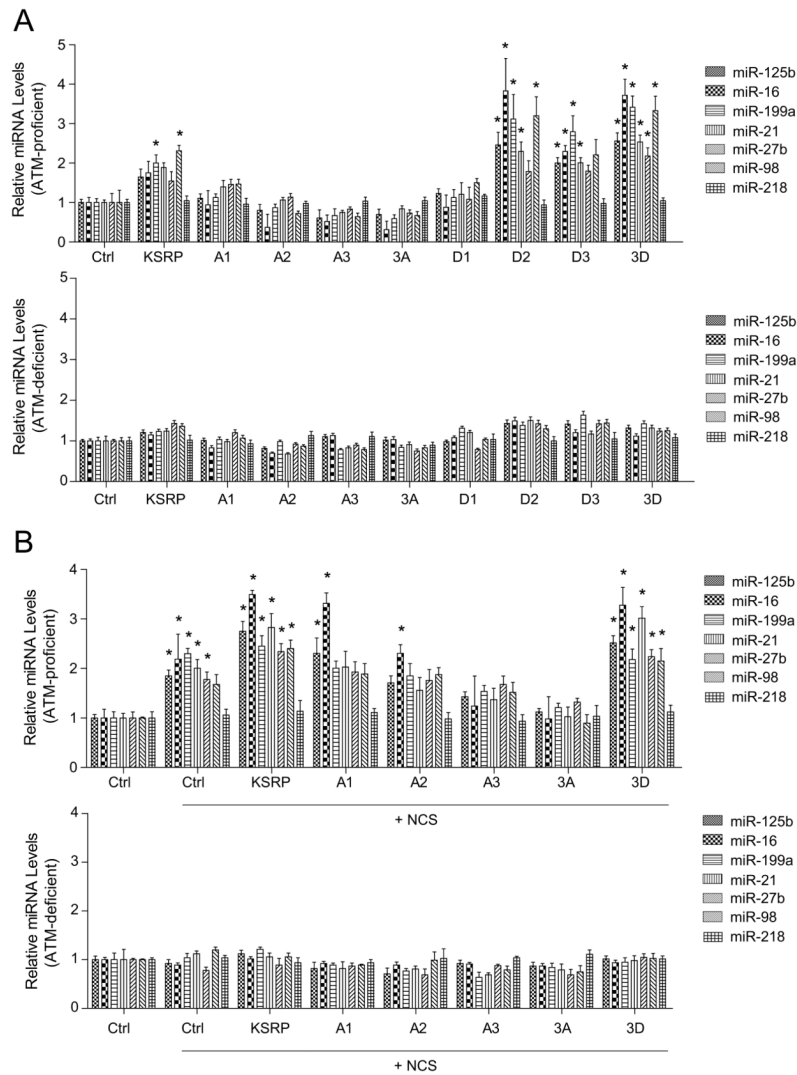 A
Relative miRNA Levels
(ATM-proficient)
5
4
3
2
1
0
* * * * * * * * * * * * * * * * *
Ctrl KSRP A1 A2 A3 3A D1 D2 D3 3D
miR-125b
miR-16
miR-199a
miR-21
miR-27b
miR-98
miR-218
Relative miRNA Levels
(ATM-deficient)
5
4
3
2
1
0
Ctrl KSRP A1 A2 A3 3A D1 D2 D3 3D
miR-125b
miR-16
miR-199a
miR-21
miR-27b
miR-98
miR-218
B
Relative miRNA Levels
(ATM-proficient)
4
3
2
1
0
* * * * * * * * * * * * * * * * * * * *
Ctrl Ctrl KSRP A1 A2 A3 3A 3D
+ NCS
miR-125b
miR-16
miR-199a
miR-21
miR-27b
miR-98
miR-218
Relative miRNA Levels
(ATM-deficient)
4
3
2
1
0
Ctrl Ctrl KSRP A1 A2 A3 3A 3D
+ NCS
miR-125b
miR-16
miR-199a
miR-21
miR-27b
miR-98
miR-218